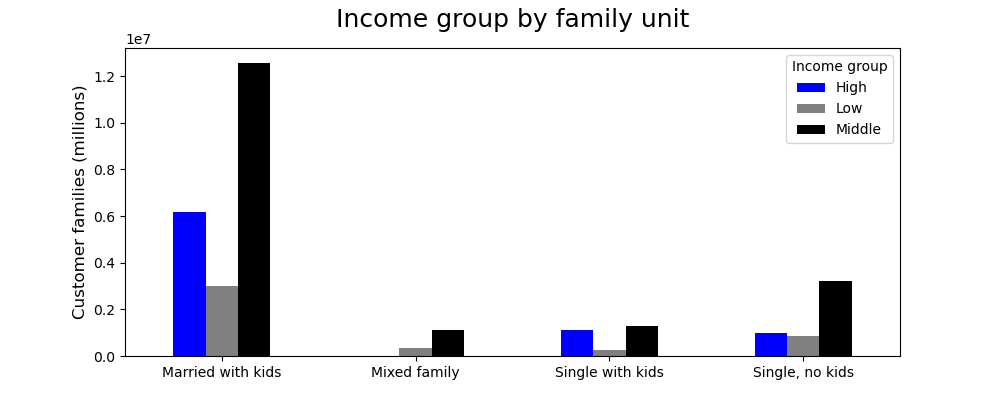 Income group by family unit
1e7
Customer families (millions)
1.2
1.0
0.8
0.6
0.4
0.2
0.0
Income group
High
Low
Middle
Married with kids
Mixed family
Single with kids
Single, no kids